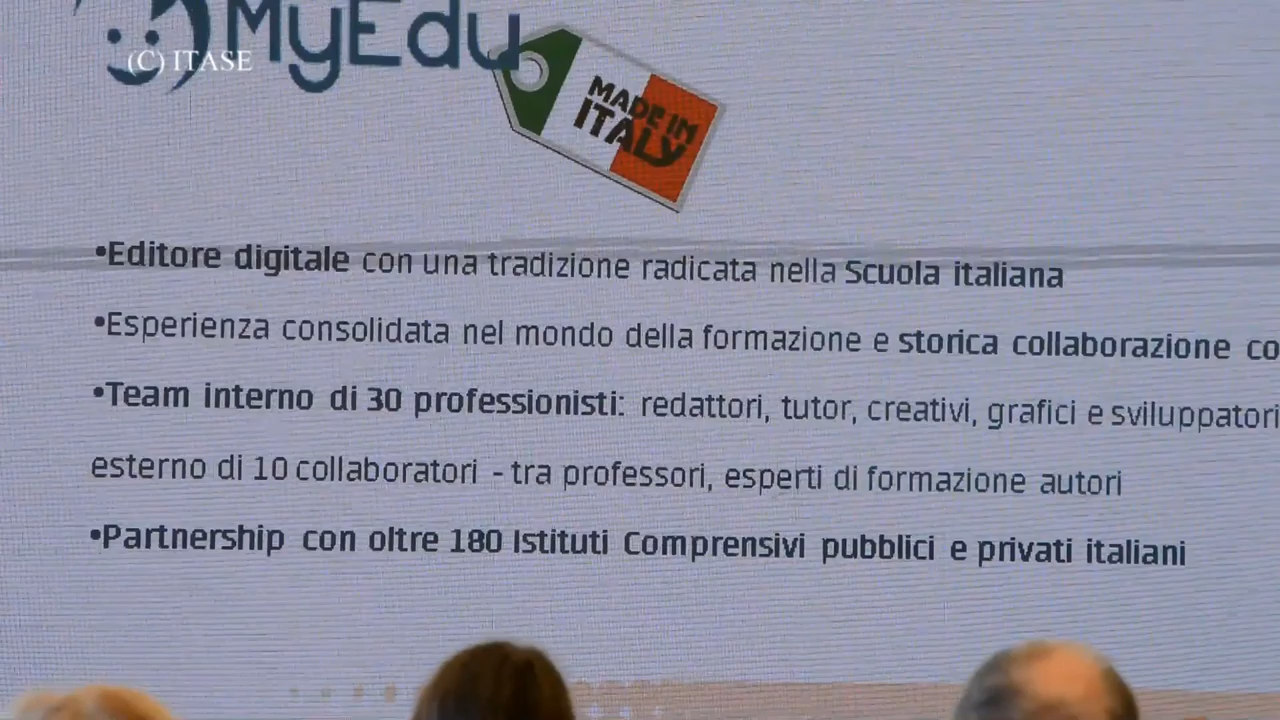 MyEdu
(C) ITASE
MADE IN
ITALY
•Editore digitale con una tradizione radicata nella Scuola italiana
•Esperienza consolidata nel mondo della formazione e storica collaborazione co
•Team interno di 30 professionisti: redattori, tutor, creativi, grafici e sviluppatori
esterno di 10 collaboratori - tra professori, esperti di formazione autori
•Partnership con oltre 180 Istituti Comprensivi pubblici e privati italiani